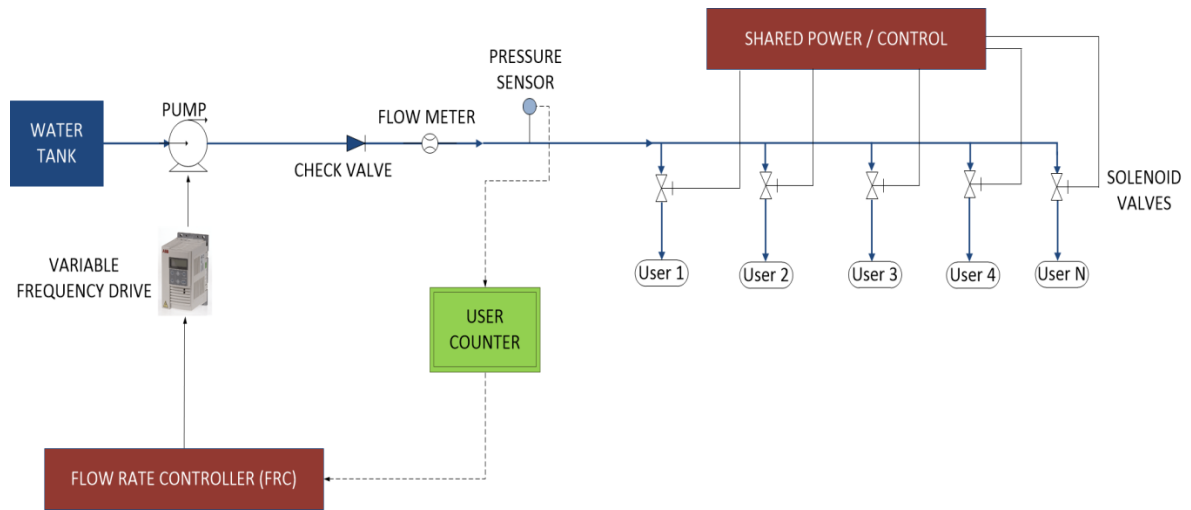 SHARED POWER / CONTROL
PRESSURE
SENSOR
PUMP
FLOW METER
WATER
TANK
CHECK VALVE
SOLENOID
VALVES
User 1
User 2
User 3
User 4
User N
VARIABLE
FREQUENCY DRIVE
USER
COUNTER
FLOW RATE CONTROLLER (FRC)